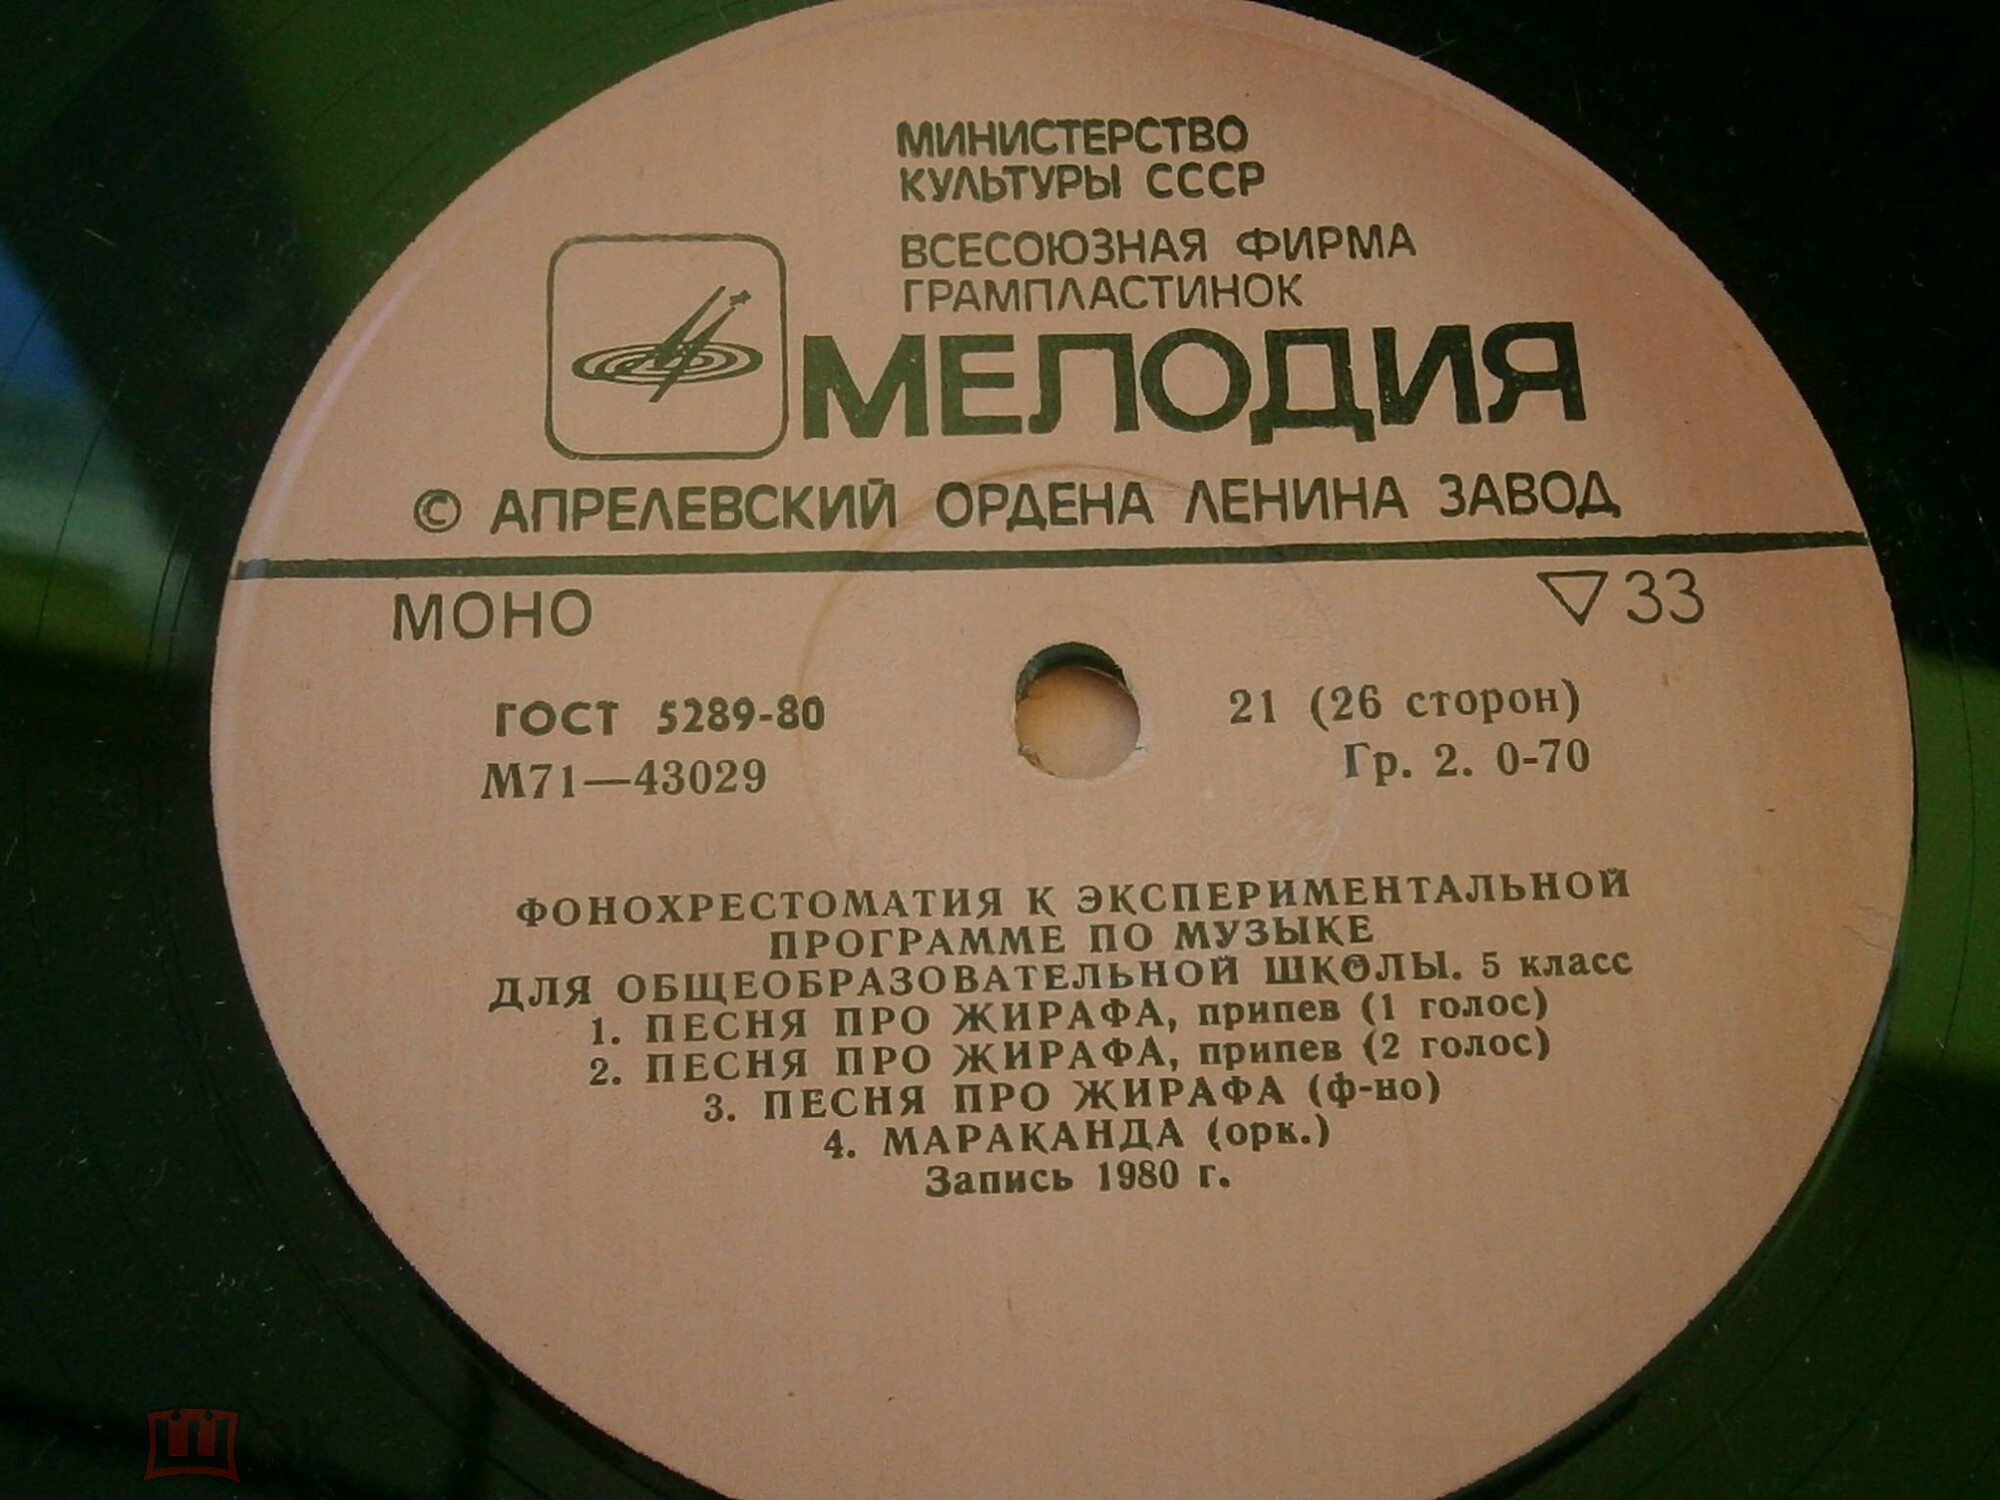 МИНИСТЕРСТВО
КУЛЬТУРЫ СССР
ВСЕСОЮЗНАЯ ФИРМА
ГРАМПЛАСТИНОК
МЕЛОДИЯ
© АПРЕЛЕВСКИЙ ОРДЕНА ЛЕНИНА ЗАВОД
МОНО
▽33
ГОСТ 5289-80
21 (26 сторон)
М71—43029
Гр. 2. 0-70
ФОНОХРЕСТОМАТИЯ К ЭКСПЕРИМЕНТАЛЬНОЙ
ПРОГРАММЕ ПО МУЗЫКЕ
ДЛЯ ОБЩЕОБРАЗОВАТЕЛЬНОЙ ШКОЛЫ. 5 класс
1. ПЕСНЯ ПРО ЖИРАФА, припев (1 голос)
2. ПЕСНЯ ПРО ЖИРАФА, припев (2 голос)
3. ПЕСНЯ ПРО ЖИРАФА (ф-но)
4. МАРАКАНДА (орк.)
Запись 1980 г.